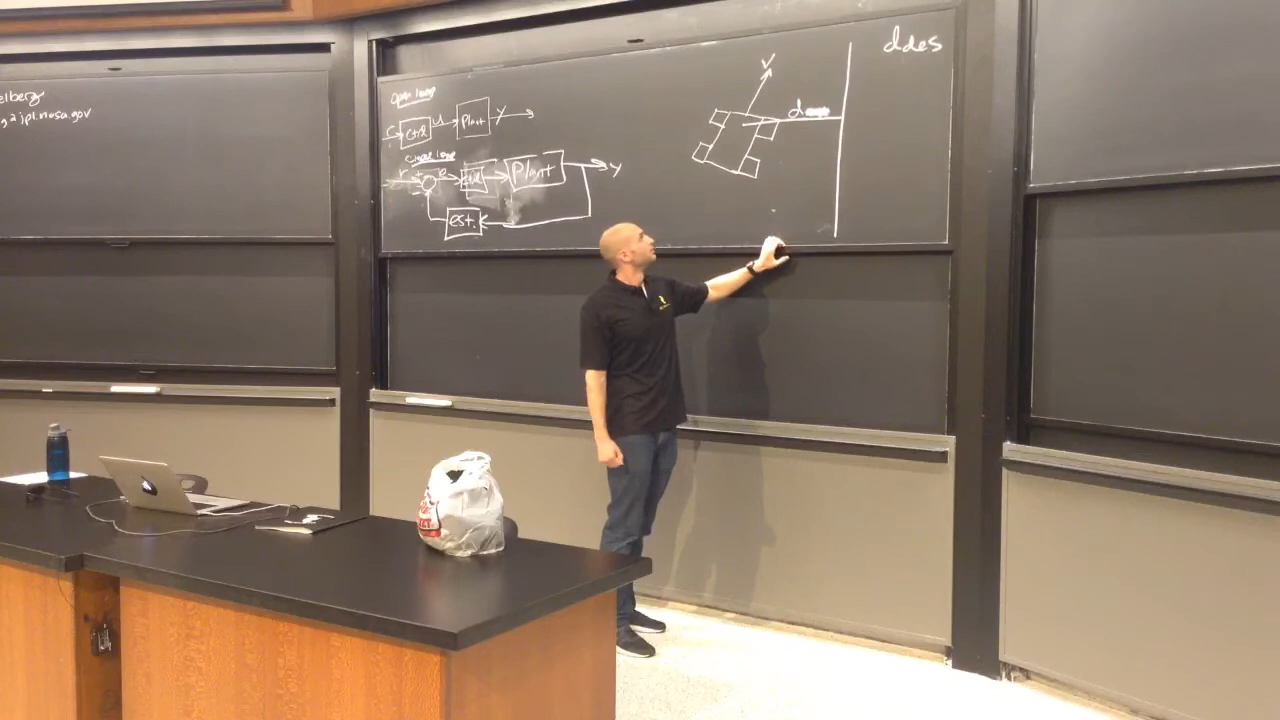 elberg
g@jpl.nasa.gov
open loop
r ctrl u Plant y
closed loop
r + e ctrl Plant y
-
est.
v
d
ddes